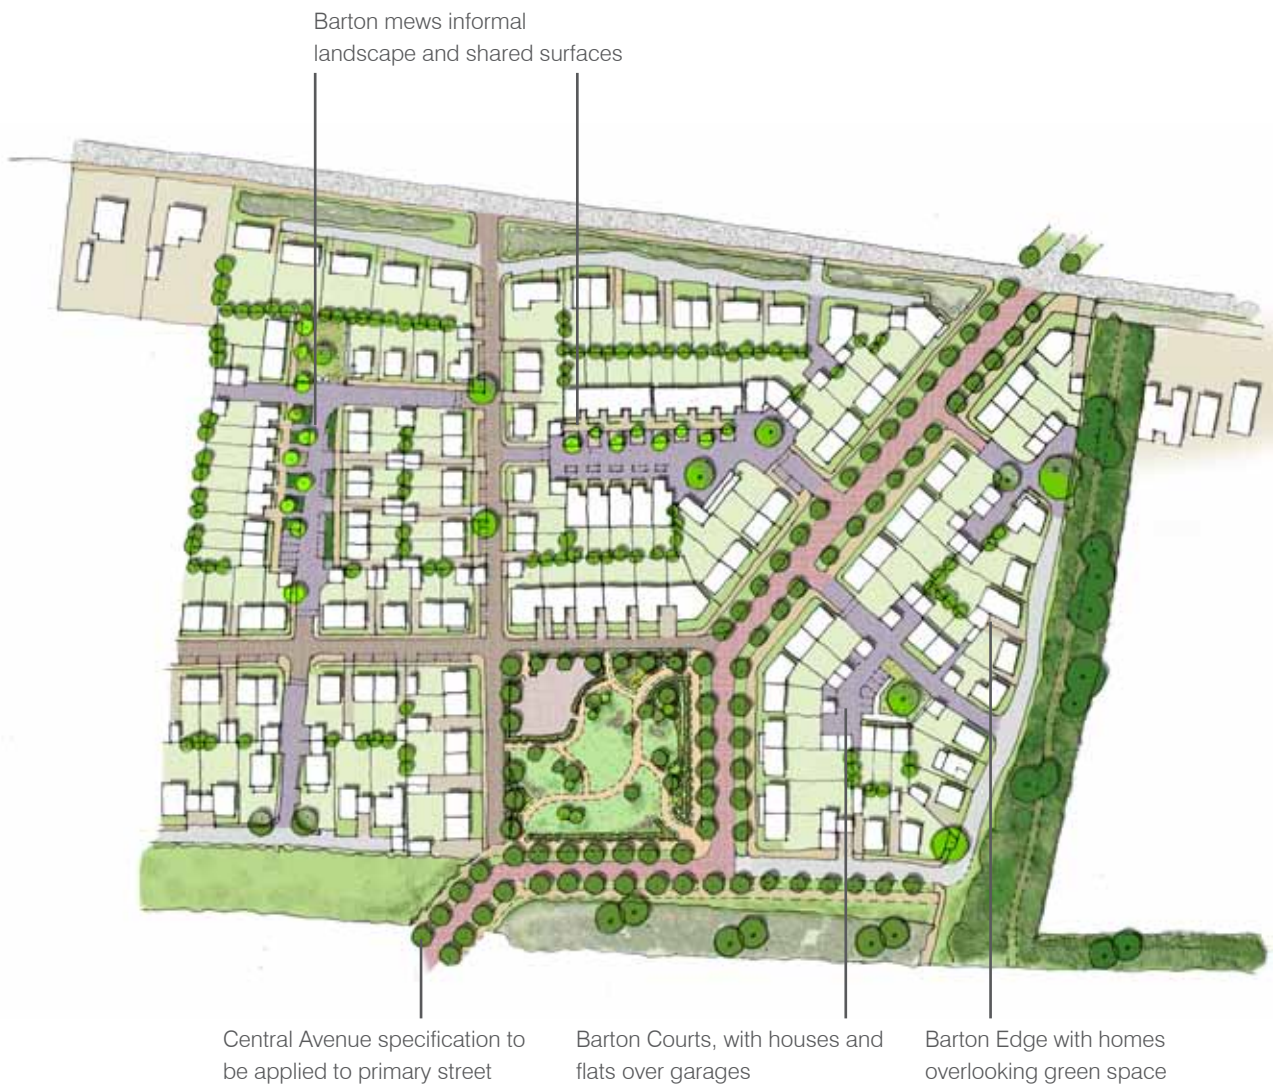 Barton mews informal
landscape and shared surfaces
Central Avenue specification to
be applied to primary street
Barton Courts, with houses and
flats over garages
Barton Edge with homes
overlooking green space